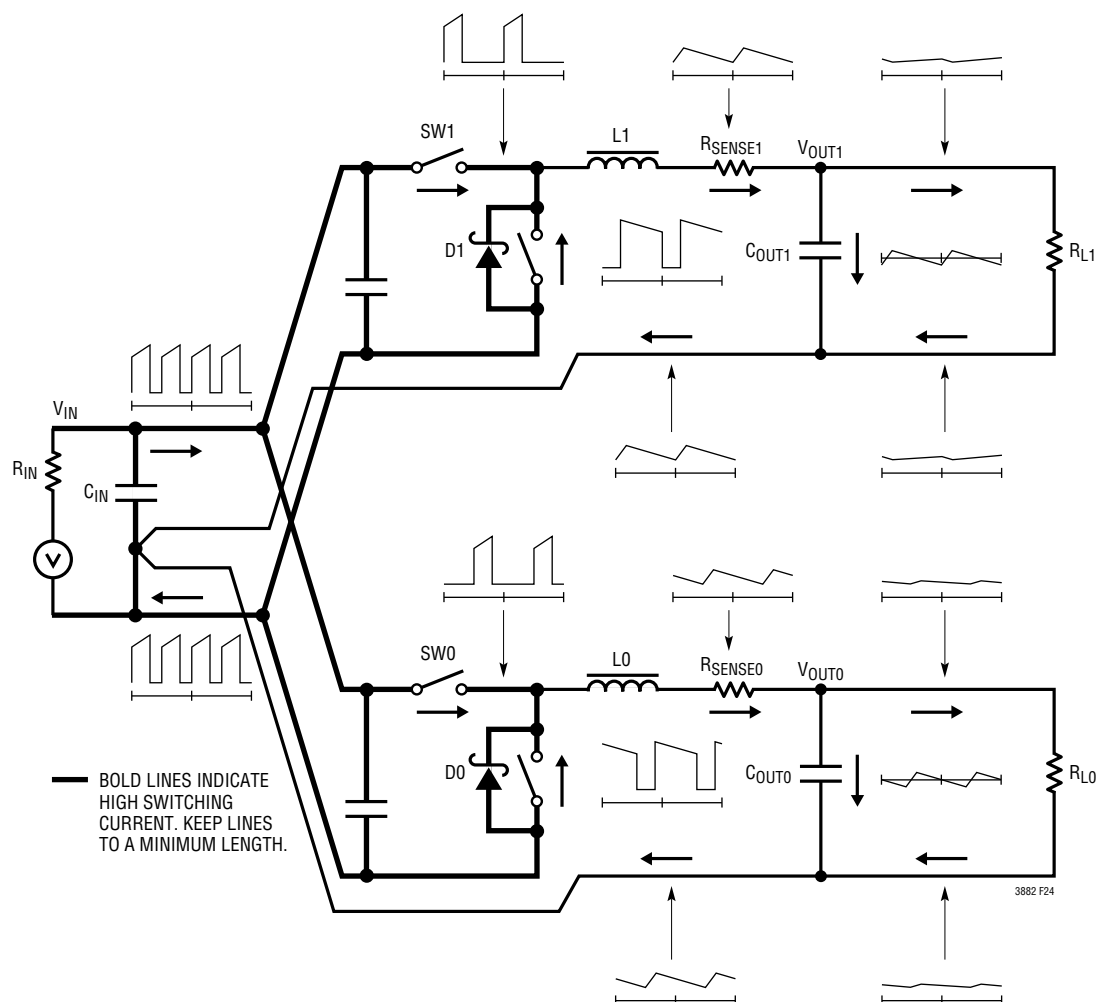 SW1
L1
RSENSE1
VOUT1
D1
COUT1
RL1
VIN
RIN
CIN
V
SW0
L0
RSENSE0
VOUT0
D0
COUT0
RL0
BOLD LINES INDICATE
HIGH SWITCHING
CURRENT. KEEP LINES
TO A MINIMUM LENGTH.
3882 F24